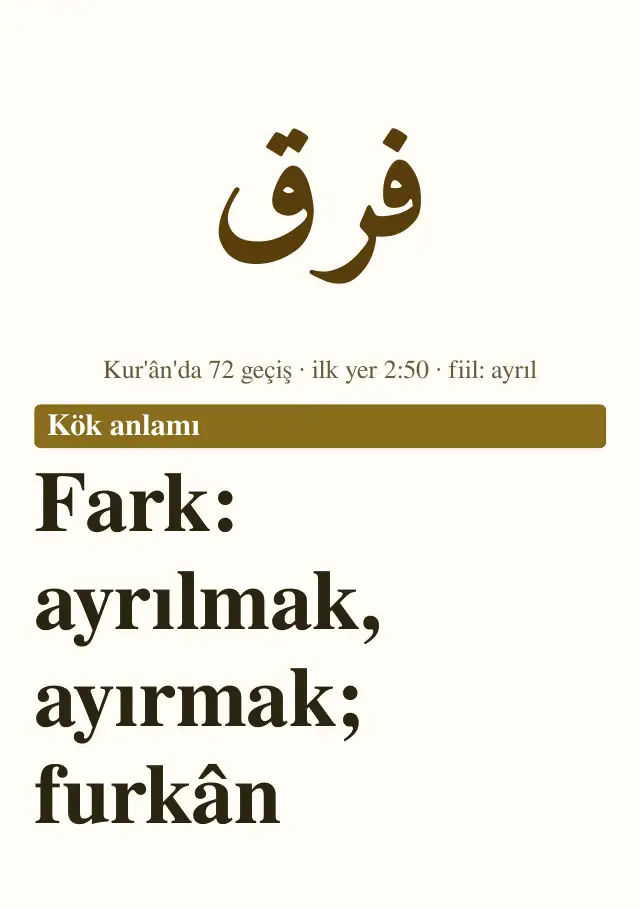 فرق
Kur'ân'da 72 geçiş · ilk yer 2:50 · fiil: ayrıl
Kök anlamı
Fark:
ayrılmak,
ayırmak;
furkân